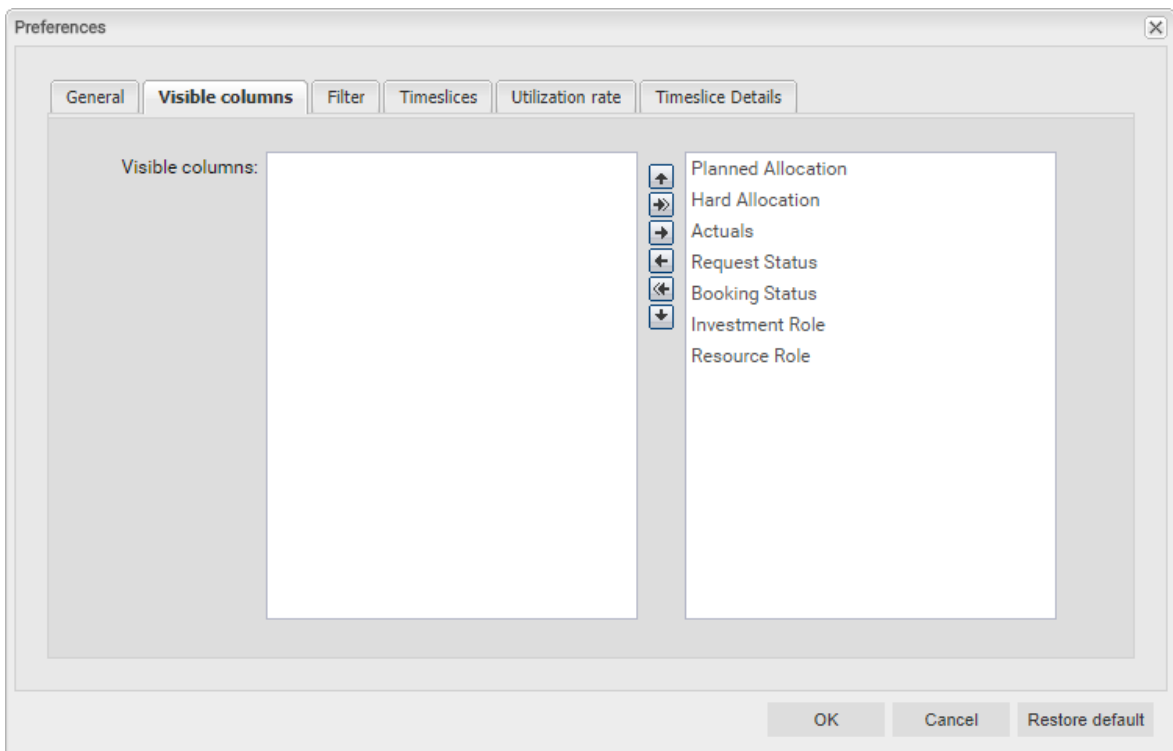 Preferences
General Visible columns Filter Timeslices Utilization rate Timeslice Details
Visible columns:
Planned Allocation
Hard Allocation
Actuals
Request Status
Booking Status
Investment Role
Resource Role
OK Cancel Restore default